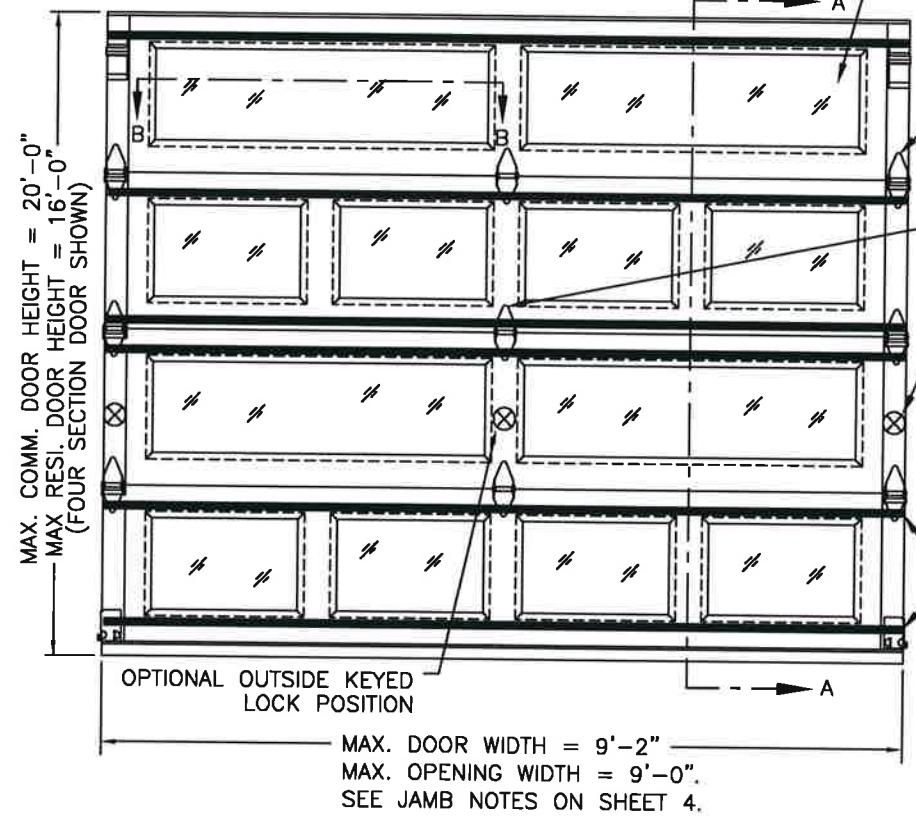 A
B
B
MAX. COMM. DOOR HEIGHT = 20'-0"
MAX RESI. DOOR HEIGHT = 16'-0"
(FOUR SECTION DOOR SHOWN)
OPTIONAL OUTSIDE KEYED
LOCK POSITION
A
MAX. DOOR WIDTH = 9'-2"
MAX. OPENING WIDTH = 9'-0".
SEE JAMB NOTES ON SHEET 4.